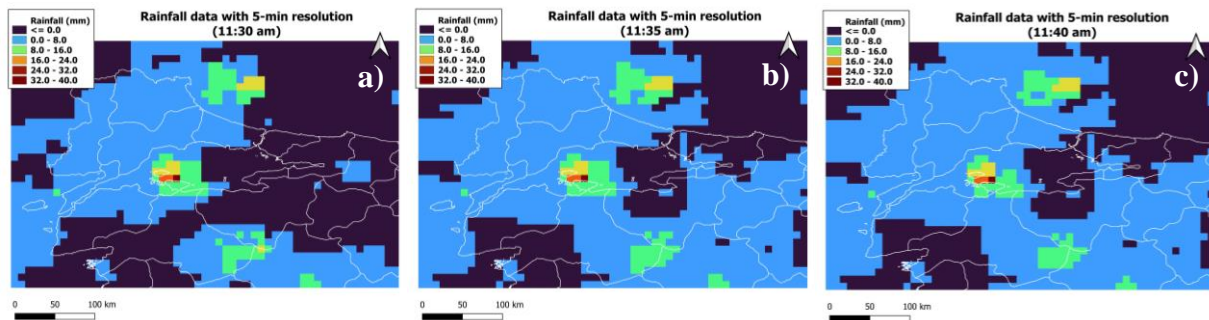 Rainfall data with 5-min resolution
(11:30 am)
Rainfall (mm)
<= 0.0
0.0 - 8.0
8.0 - 16.0
16.0 - 24.0
24.0 - 32.0
32.0 - 40.0
a)
0 50 100 km
Rainfall data with 5-min resolution
(11:35 am)
Rainfall (mm)
<= 0.0
0.0 - 8.0
8.0 - 16.0
16.0 - 24.0
24.0 - 32.0
32.0 - 40.0
b)
0 50 100 km
Rainfall data with 5-min resolution
(11:40 am)
Rainfall (mm)
<= 0.0
0.0 - 8.0
8.0 - 16.0
16.0 - 24.0
24.0 - 32.0
32.0 - 40.0
c)
0 50 100 km